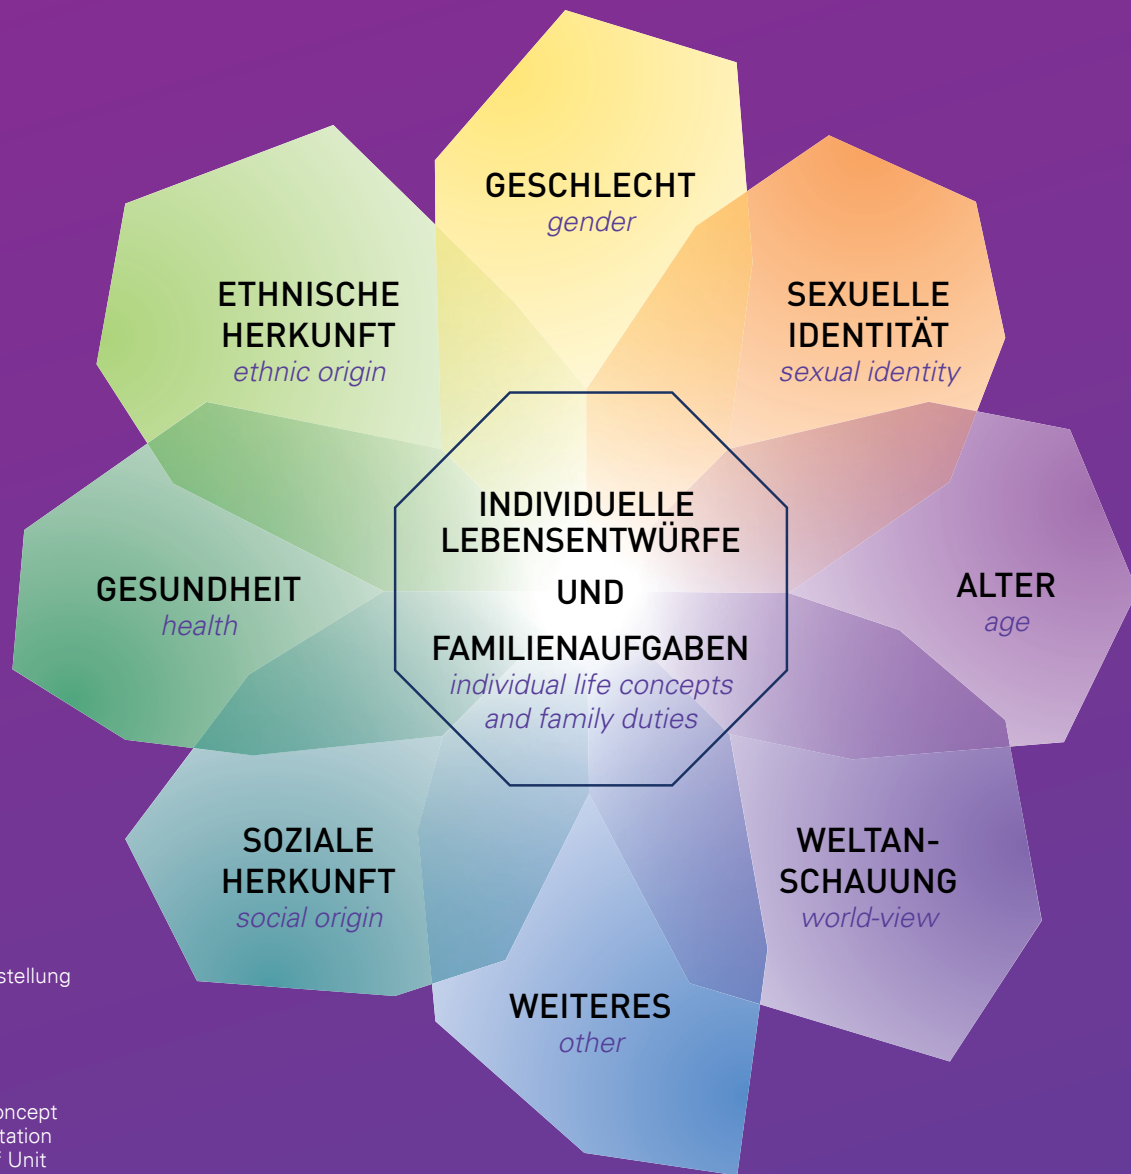 GESCHLECHT
gender
SEXUELLE
IDENTITÄT
sexual identity
ETHNISCHE
HERKUNFT
ethnic origin
INDIVIDUELLE
LEBENSENTWÜRFE
UND
FAMILIENAUFGABEN
individual life concepts
and family duties
GESUNDHEIT
health
ALTER
age
SOZIALE
HERKUNFT
social origin
WELTAN-
SCHAUUNG
world-view
WEITERES
other
Unit